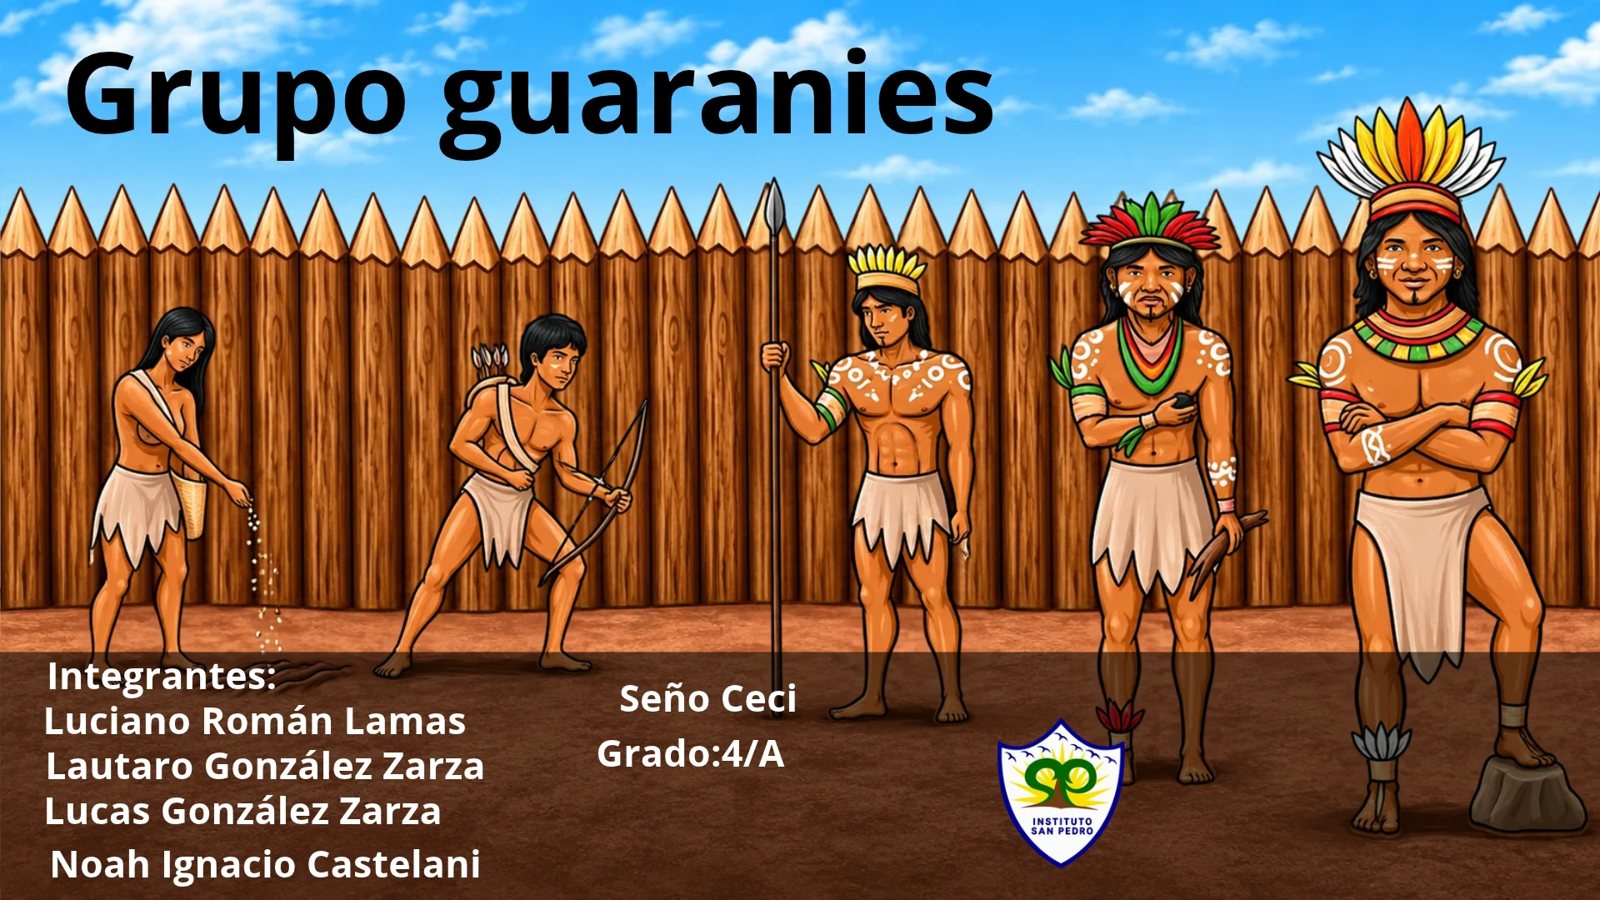 Grupo guaranies
Integrantes:
Luciano Román Lamas
Lautaro González Zarza
Lucas González Zarza
Noah Ignacio Castelani
Seño Ceci
Grado:4/A
INSTITUTO
SAN PEDRO